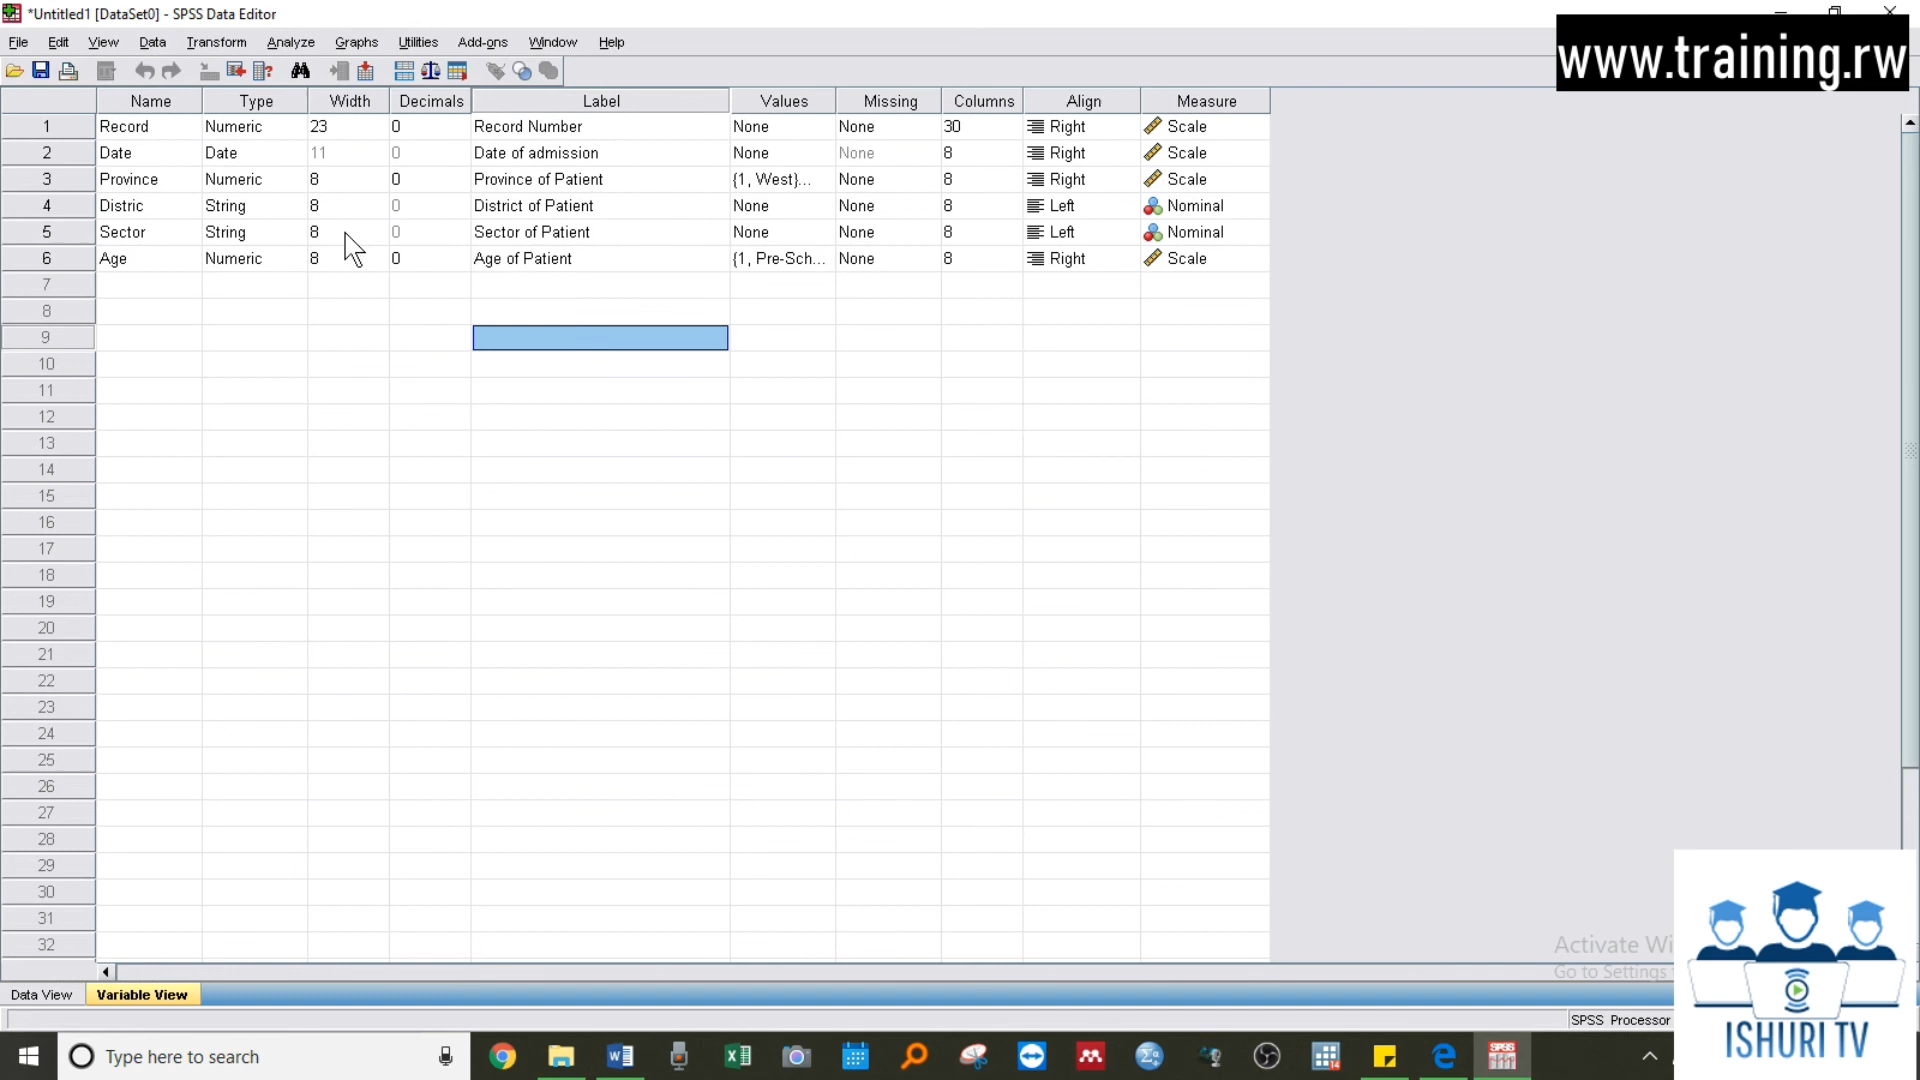 *Untitled1 [DataSet0] - SPSS Data Editor
File Edit View Data Transform Analyze Graphs Utilities Add-ons Window Help
www.training.rw
Name Type Width Decimals Label Values Missing Columns Align Measure
1 Record Numeric 23 0 Record Number None None 30 Right Scale
2 Date Date 11 0 Date of admission None None 8 Right Scale
3 Province Numeric 8 0 Province of Patient {1, West}... None 8 Right Scale
4 Distric String 8 0 District of Patient None None 8 Left Nominal
5 Sector String 8 0 Sector of Patient None None 8 Left Nominal
6 Age Numeric 8 0 Age of Patient {1, Pre-Sch... None 8 Right Scale
7
8
9
10
11
12
13
14
15
16
17
18
19
20
21
22
23
24
25
26
27
28
29
30
31
32
Activate Wi
Go to Settings
Data View Variable View
SPSS Processor
ISHURI TV
Type here to search